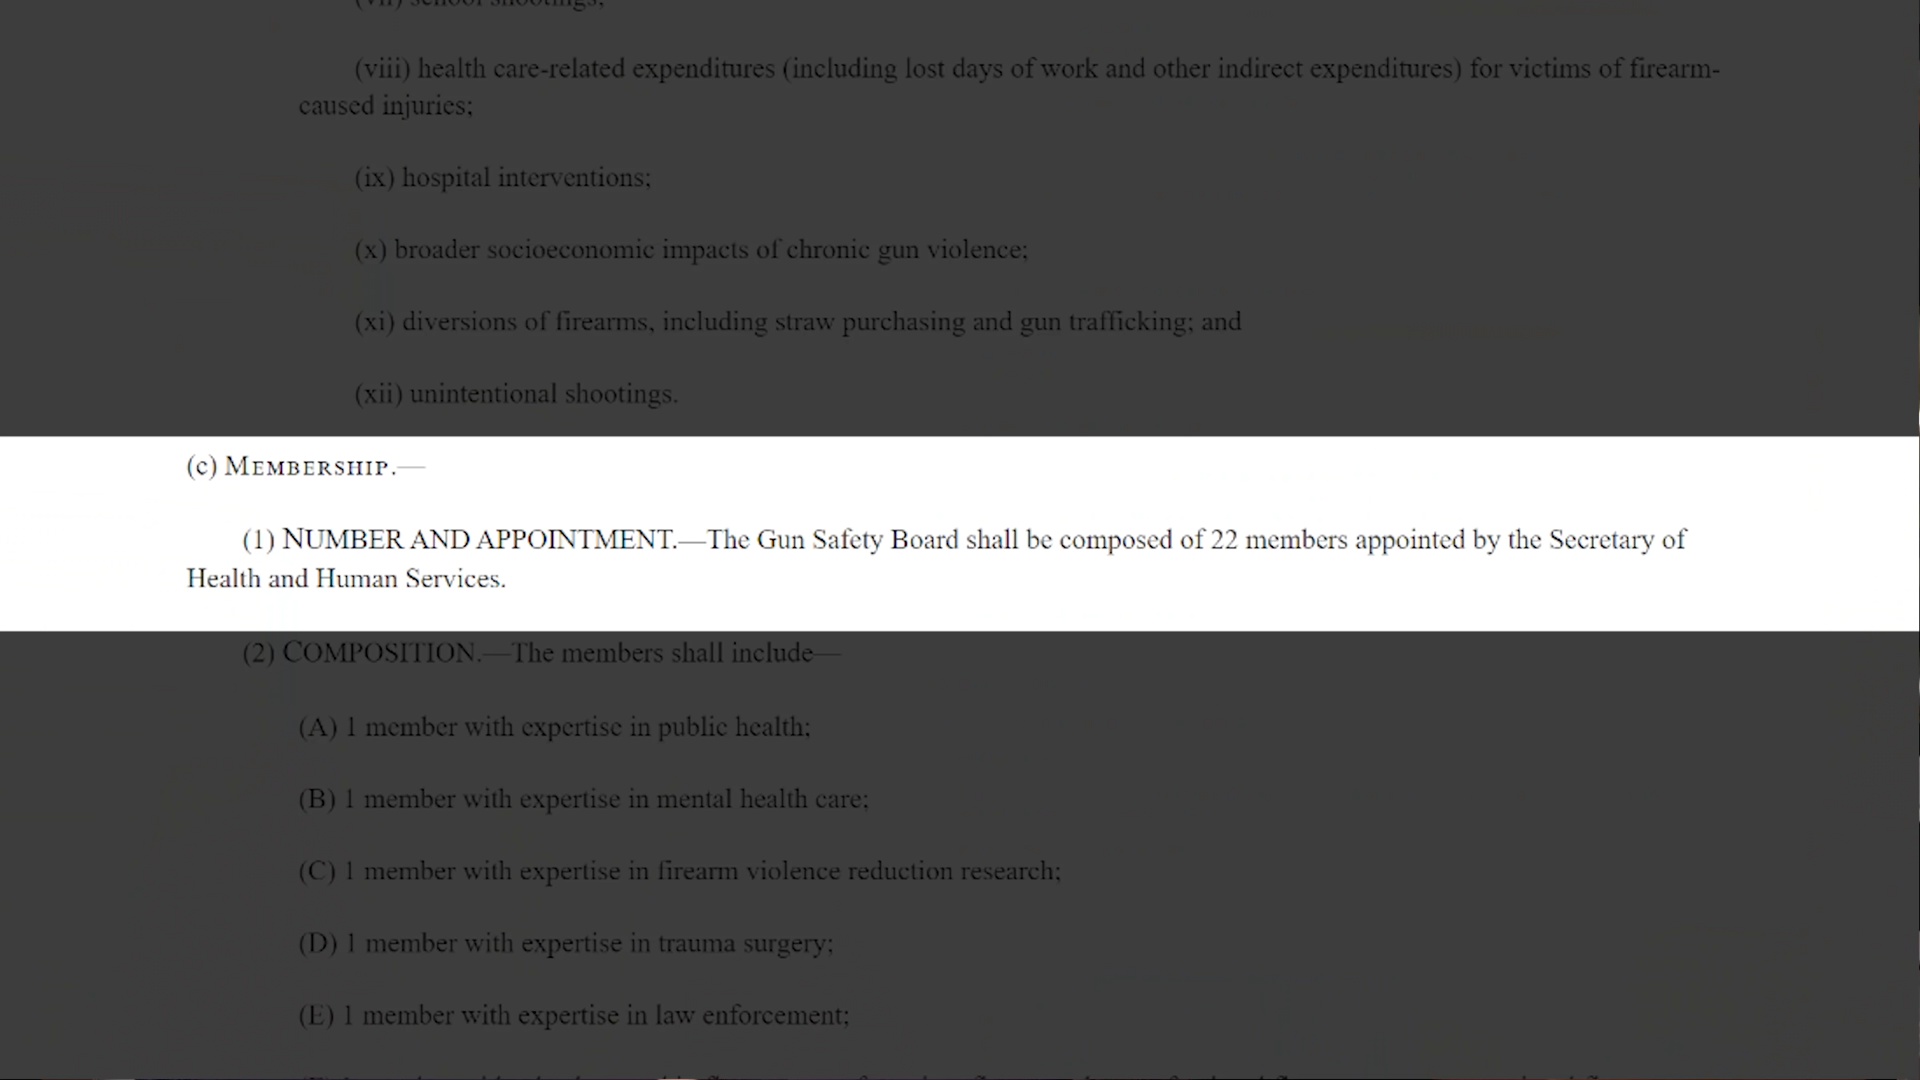 (vii) school shootings;
(viii) health care-related expenditures (including lost days of work and other indirect expenditures) for victims of firearm-
caused injuries;
(ix) hospital interventions;
(x) broader socioeconomic impacts of chronic gun violence;
(xi) diversions of firearms, including straw purchasing and gun trafficking; and
(xii) unintentional shootings.
(c) MEMBERSHIP.—
(1) NUMBER AND APPOINTMENT.—The Gun Safety Board shall be composed of 22 members appointed by the Secretary of
Health and Human Services.
(2) COMPOSITION.—The members shall include—
(A) 1 member with expertise in public health;
(B) 1 member with expertise in mental health care;
(C) 1 member with expertise in firearm violence reduction research;
(D) 1 member with expertise in trauma surgery;
(E) 1 member with expertise in law enforcement;